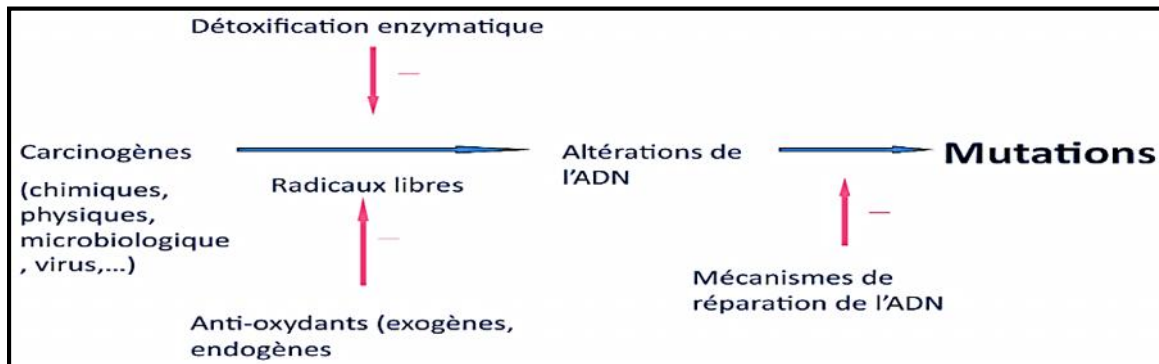 Détoxification enzymatique
—
Carcinogènes
(chimiques,
physiques,
microbiologique
, virus,...)
Radicaux libres
—
Anti-oxydants (exogènes,
endogènes
Altérations de
l'ADN
Mutations
—
Mécanismes de
réparation de l'ADN